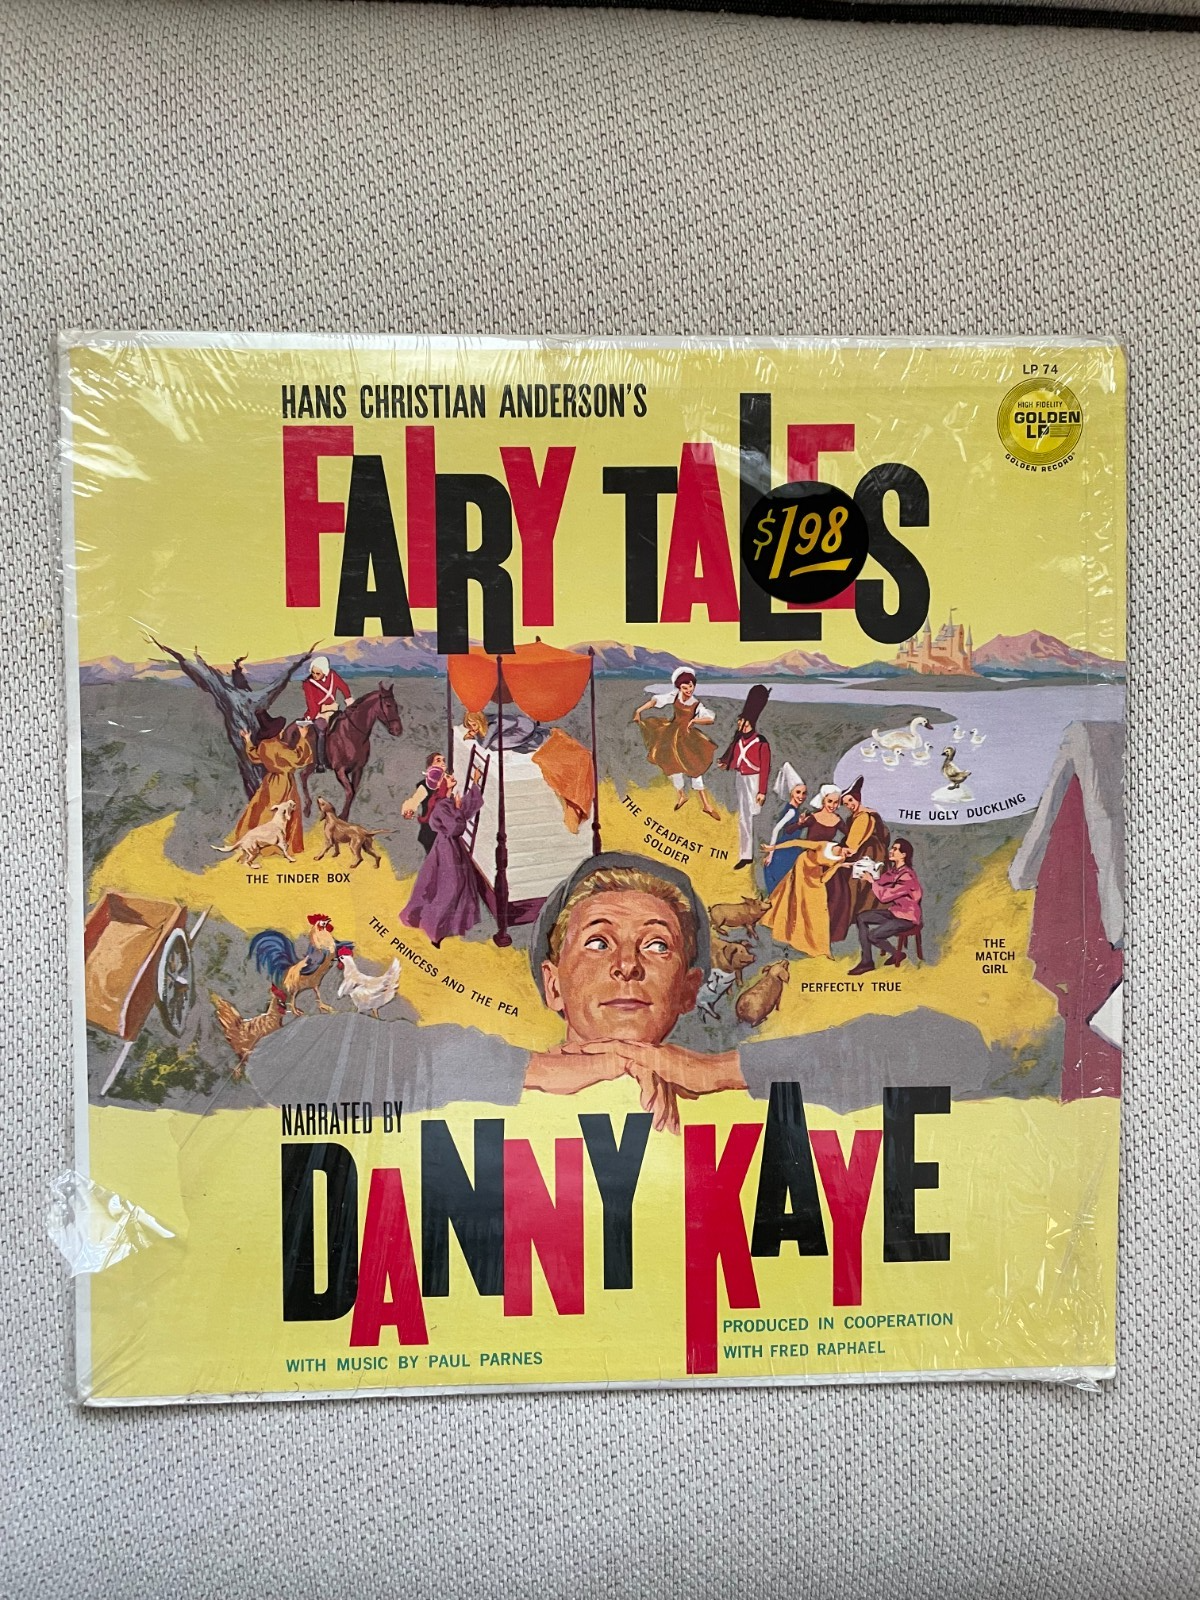 LP 74
HIGH FIDELITY
GOLDEN
LP
GOLDEN RECORD
HANS CHRISTIAN ANDERSON'S
FAIRY TALES
$1.98
THE TINDER BOX
THE PRINCESS AND THE PEA
THE STEADFAST TIN
SOLDIER
THE UGLY DUCKLING
PERFECTLY TRUE
THE
MATCH
GIRL
NARRATED BY
DANNY KAYE
WITH MUSIC BY PAUL PARNES
PRODUCED IN COOPERATION
WITH FRED RAPHAEL